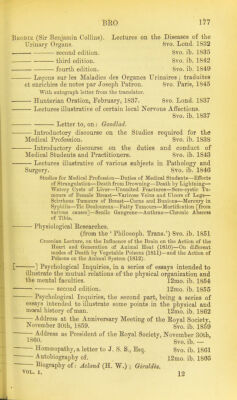 BRO 177
Brodie (Sir Benjamin Collins). Lectures on the Diseases of the
Urinary Organs. 8vo. Lond. 1832
——— ——— second edition. 8vo. ib. 1835
——— ——— third edition. 8vo. ib. 1842
——— ——— fourth edition. 8vo. ib. 1849
——— Leçons sur les Maladies des Organes Urinaires; traduites
et enrichies de notes par Joseph Patron. 8vo. Paris, 1845
With autograph letter from the translator.
——— Hunterian Oration, February, 1837. 8vo. Lond. 1837
——— Lectures illustrative of certain local Nervous Affections.
8vo. ib. 1837
——— Letter to, on: Goodlad.
——— Introductory discourse on the Studies required for the
Medical Profession. 8vo. ib. 1838
——— Introductory discourse on the duties and conduct of
Medical Students and Practitioners. 8vo. ib. 1843
——— Lectures illustrative of various subjects in Pathology and
Surgery. 8vo. ib. 1846
Studies for Medical Profession—Duties of Medical Students—Effects
of Strangulation—Death from Drowning—Death by Lightning—
Watery Cysts of Liver—Ununited Fractures—Sero-cystic Tu-
mours of Female Breast—Varicose Veins and Ulcers of Legs—
Scirrhous Tumours of Breast—Corns and Bunions—Mercury in
Syphilis—Tic Douloureux—Fatty Tumours—Mortification [from
various causes]—Senile Gangrene—Anthrax—Chronic Abscess
of Tibia.
——— Physiological Researches.
(from the 'Philosoph. Trans.') 8vo. ib. 1851
Croonian Lecture, on the Influence of the Brain on the Action of the
Heart and Generation of Animal Heat (1810)—On different
modes of Death by Vegetable Poisons (1811)—and the Action of
Poisons on the Animal System (1812).
[———] Psychological Inquiries, in a series of essays intended to
illustrate the mutual relations of the physical organization and
the mental faculties. 12mo. ib. 1854
——— ——— second edition. 12mo. ib. 1855
——— Psychological Inquiries, the second part, being a series of
essays intended to illustrate some points in the physical and
moral history of man. 12mo. ib. 1862
——— Address at the Anniversary Meeting of the Royal Society,
November 30th, 1859. 8vo. ib. 1859
——— Address as President of the Royal Society, November 30th,
1860. 8vo. ib. —
——— Homœopathy, a letter to J. S. S., Esq. 8vo. ib. 1861
——— Autobiography of. 12mo. ib. 1865
——— Biography of: Acland (H. W.); Giraldès.
VOL. I. 12